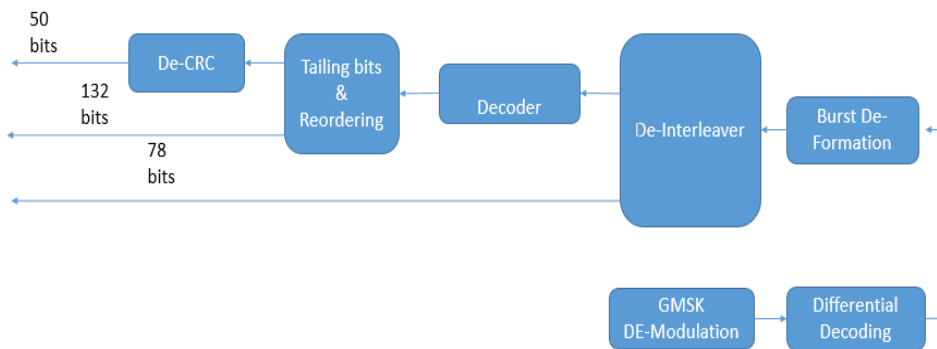 50
bits
De-CRC
132
bits
Tailing bits
&
Reordering
Decoder
De-Interleaver
Burst De-
Formation
78
bits
GMSK
DE-Modulation
Differential
Decoding